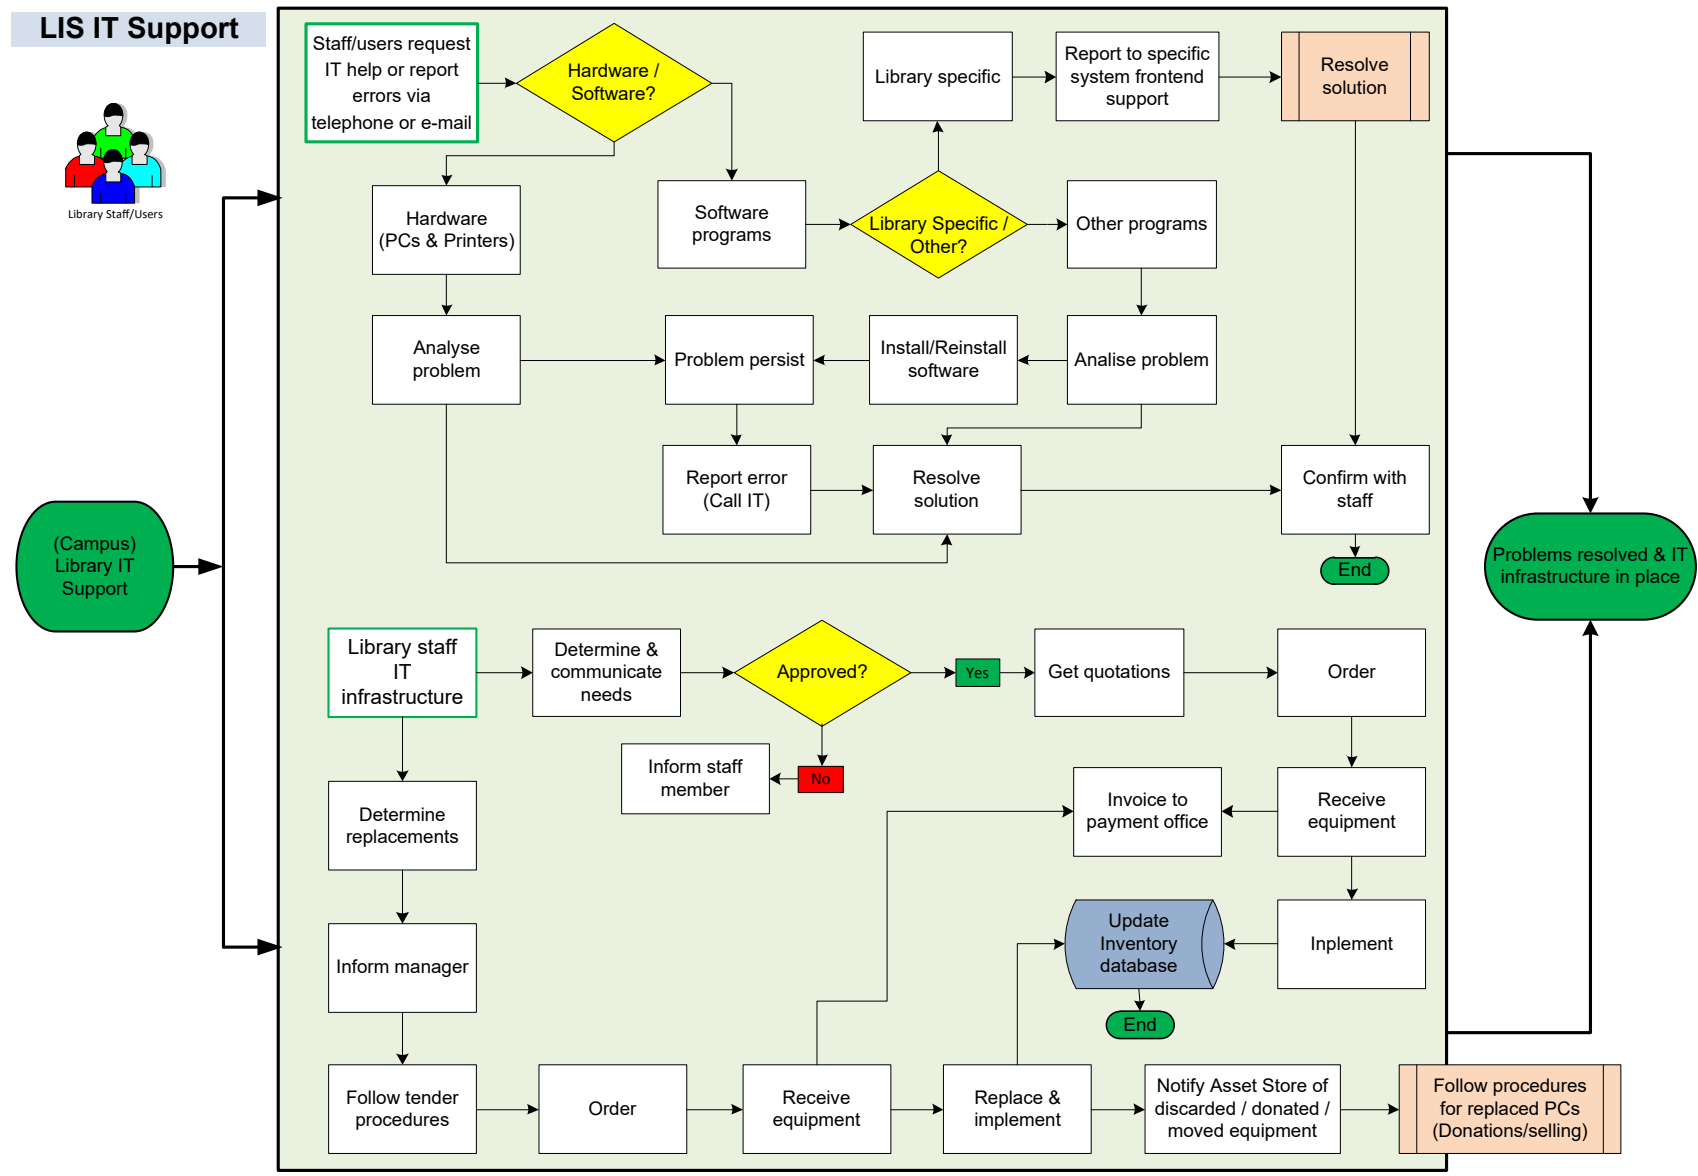 LIS IT Support
Library Staff/Users
(Campus)
Library IT
Support
Staff/users request
IT help or report
errors via
telephone or e-mail
Hardware /
Software?
Library specific
Report to specific
system frontend
support
Resolve
solution
Hardware
(PCs & Printers)
Software
programs
Library Specific /
Other?
Other programs
Analyse
problem
Problem persist
Install/Reinstall
software
Analise problem
Report error
(Call IT)
Resolve
solution
Confirm with
staff
End
Problems resolved & IT
infrastructure in place
Library staff
IT
infrastructure
Determine &
communicate
needs
Approved?
Yes
Get quotations
Order
No
Inform staff
member
Determine
replacements
Invoice to
payment office
Receive
equipment
Inform manager
Update
Inventory
database
Inplement
End
Follow tender
procedures
Order
Receive
equipment
Replace &
implement
Notify Asset Store of
discarded / donated /
moved equipment
Follow procedures
for replaced PCs
(Donations/selling)